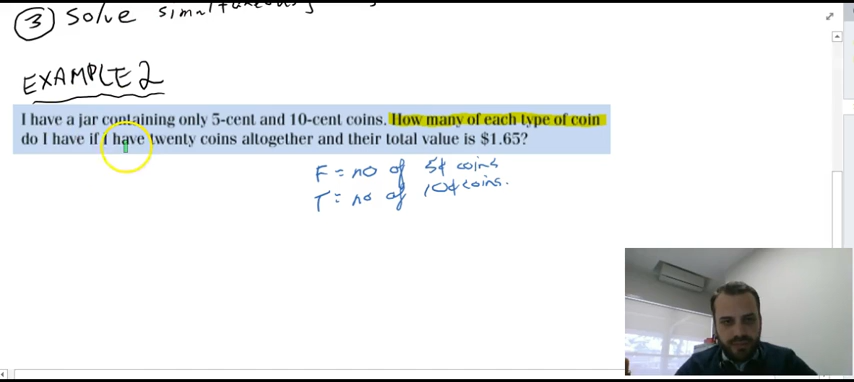 ③ Solve simultaneously
EXAMPLE 2
I have a jar containing only 5-cent and 10-cent coins. How many of each type of coin
do I have if I have twenty coins altogether and their total value is $1.65?
F = no of 5¢ coins
T = no of 10¢ coins.